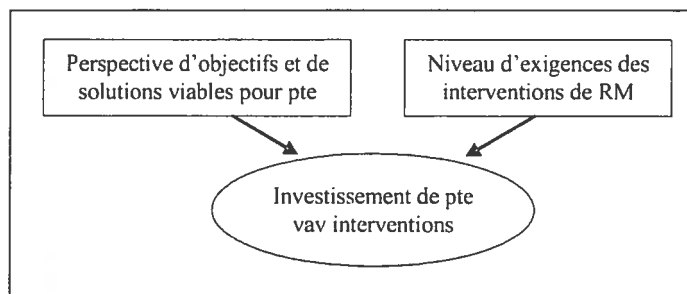 Perspective d'objectifs et de
solutions viables pour pte
Niveau d'exigences des
interventions de RM
Investissement de pte
vav interventions